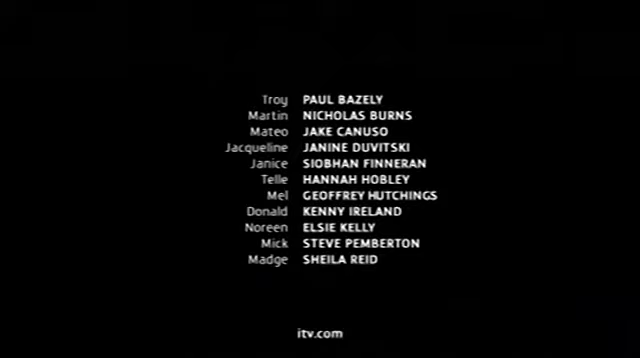 Troy PAUL BAZELY
Martin NICHOLAS BURNS
Mateo JAKE CANUSO
Jacqueline JANINE DUVITSKI
Janice SIOBHAN FINNERAN
Telle HANNAH HOBLEY
Mel GEOFFREY HUTCHINGS
Donald KENNY IRELAND
Noreen ELSIE KELLY
Mick STEVE PEMBERTON
Madge SHEILA REID
itv.com